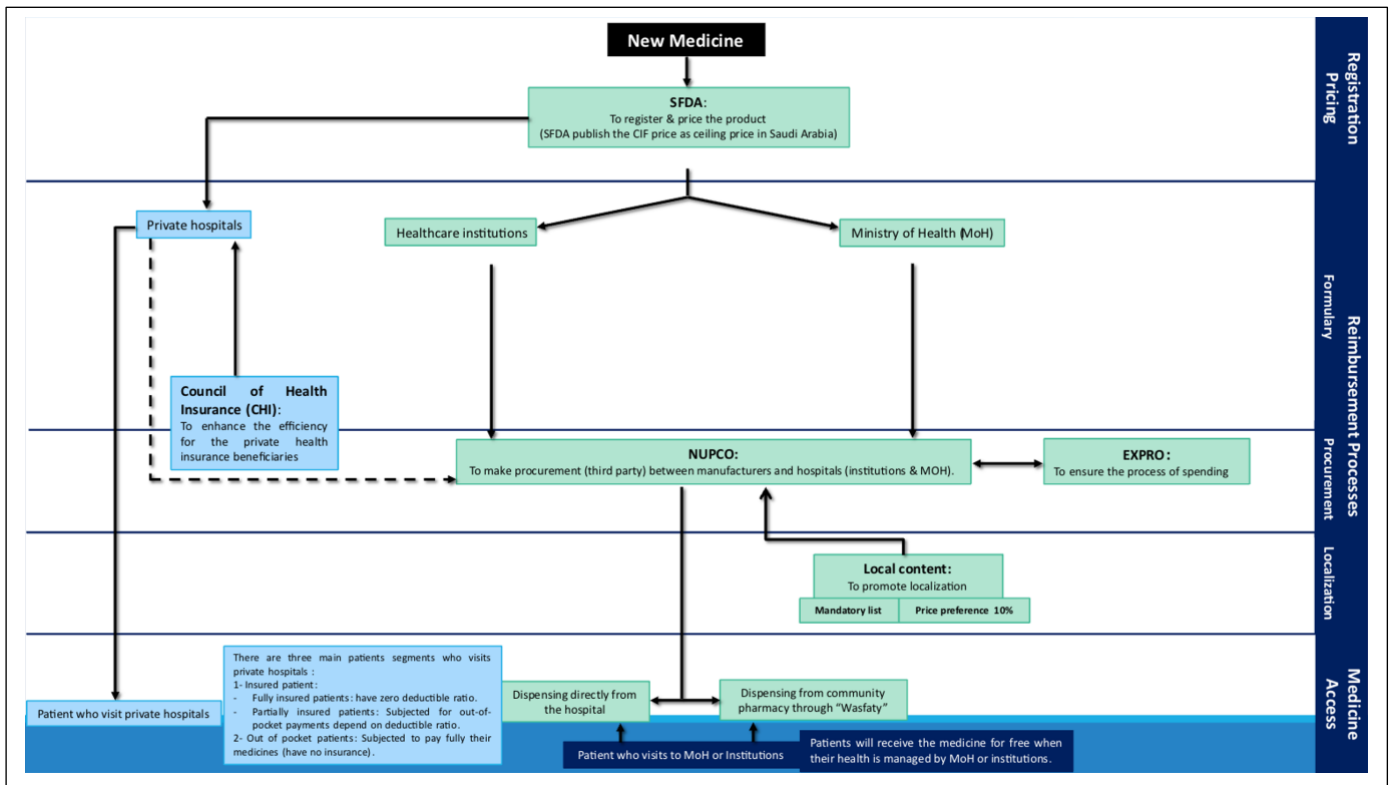 New Medicine
SFDA:
To register & price the product
(SFDA publish the CIF price as ceiling price in Saudi Arabia)
Registration
Pricing
Private hospitals
Healthcare institutions
Ministry of Health (MoH)
Formulary
Reimbursement Processes
Council of Health
Insurance (CHI):
To enhance the efficiency
for the private health
insurance beneficiaries
NUPCO:
To make procurement (third party) between manufacturers and hospitals (institutions & MOH).
EXPRO:
To ensure the process of spending
Procurement
Local content:
To promote localization
Mandatory list
Price preference 10%
Localization
Patient who visit private hospitals
There are three main patients segments who visits
private hospitals :
1- Insured patient:
- Fully insured patients: have zero deductible ratio.
- Partially insured patients: Subjected for out-of-
pocket payments depend on deductible ratio.
2- Out of pocket patients: Subjected to pay fully their
medicines (have no insurance).
Dispensing directly from
the hospital
Dispensing from community
pharmacy through “Wasfaty”
Patient who visits to MoH or Institutions
Patients will receive the medicine for free when
their health is managed by MoH or institutions.
Medicine
Access